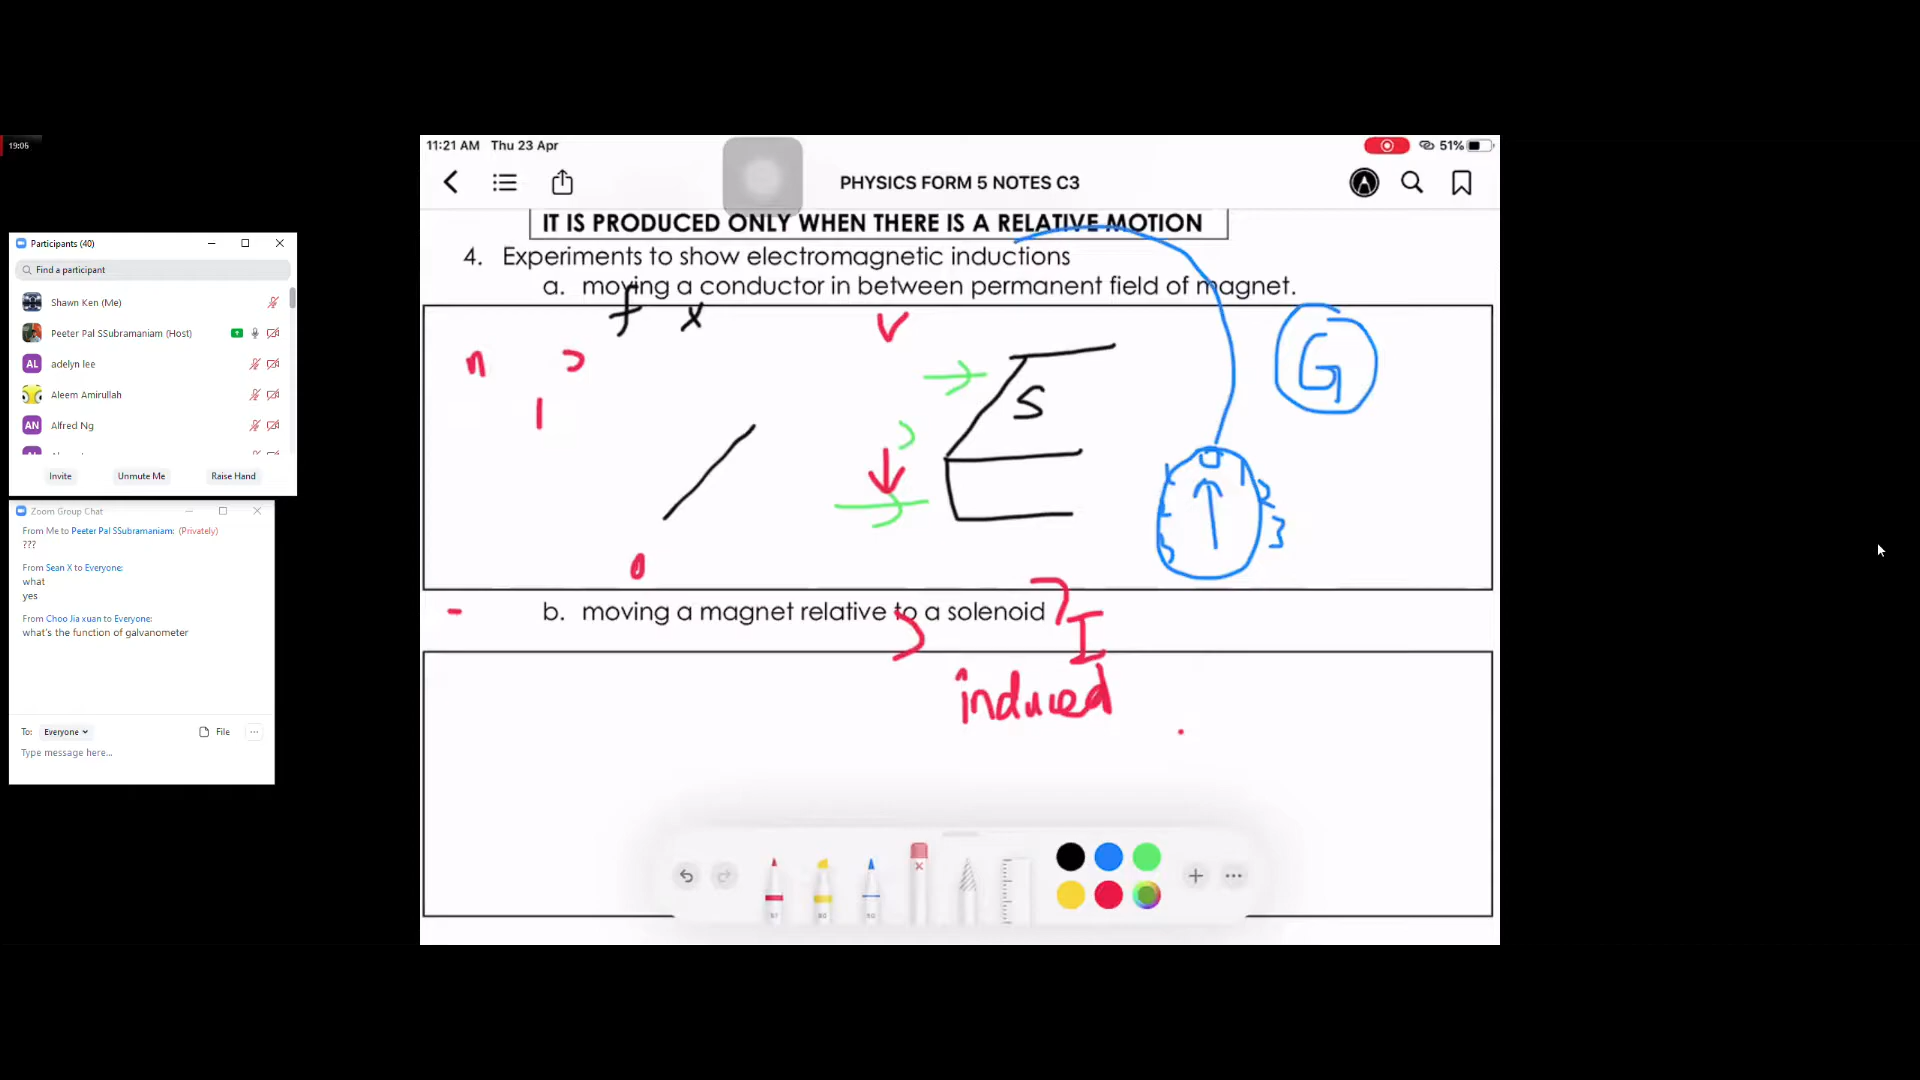 19:06
Participants (40)
Find a participant
Shawn Ken (Me)
Peeter Pal SSubramaniam (Host)
AL adelyn lee
Aleem Amirullah
AN Alfred Ng
Invite Unmute Me Raise Hand
Zoom Group Chat
From Me to Peeter Pal SSubramaniam: (Privately)
???
From Sean X to Everyone:
what
yes
From Choo Jia xuan to Everyone:
what's the function of galvanometer
To: Everyone File
Type message here...
11:21 AM Thu 23 Apr
51%
PHYSICS FORM 5 NOTES C3
IT IS PRODUCED ONLY WHEN THERE IS A RELATIVE MOTION
4. Experiments to show electromagnetic inductions
a. moving a conductor in between permanent field of magnet.
x
V
S
G
b. moving a magnet relative to a solenoid
I
induced